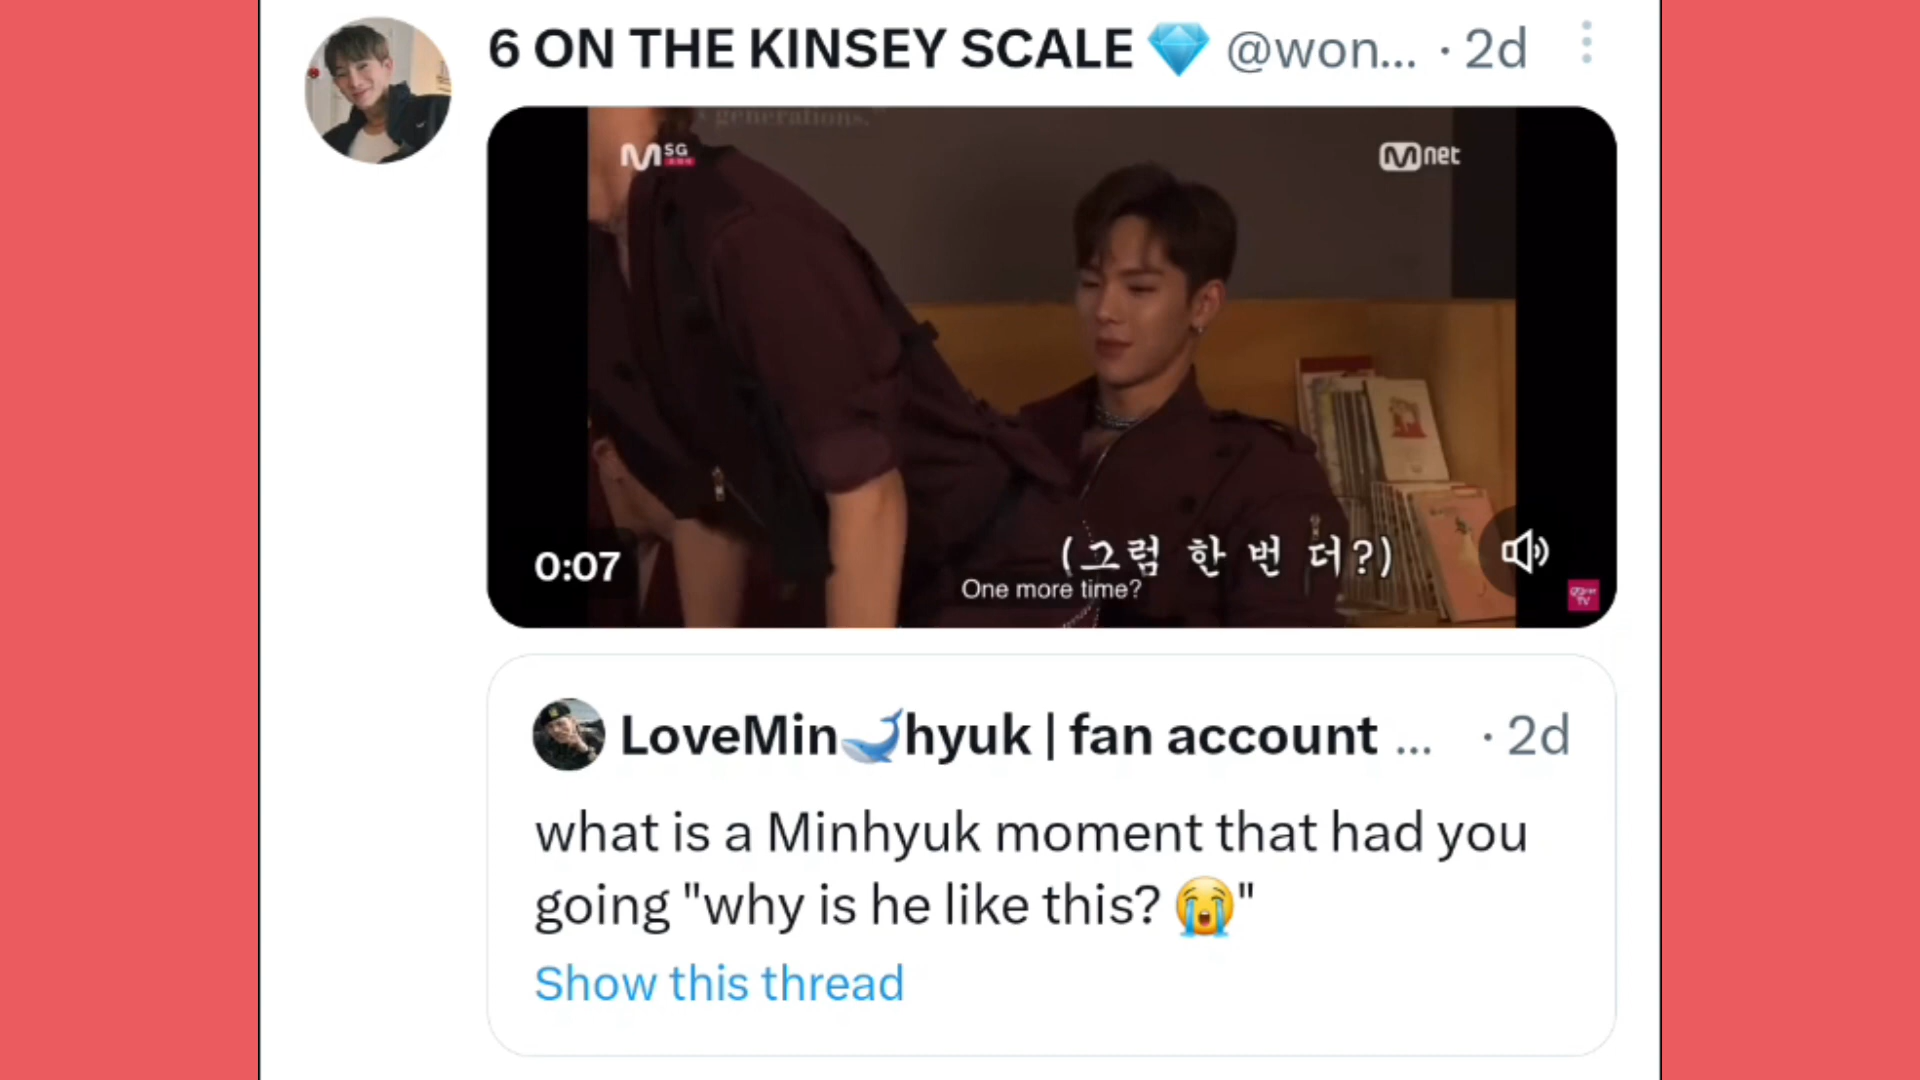 6 ON THE KINSEY SCALE 💎 @won... · 2d
generations."
M SG
Mnet
(그럼 한 번 더?)
One more time?
0:07
TV
LoveMin🐳hyuk | fan account ... · 2d
what is a Minhyuk moment that had you
going "why is he like this? 😭"
Show this thread